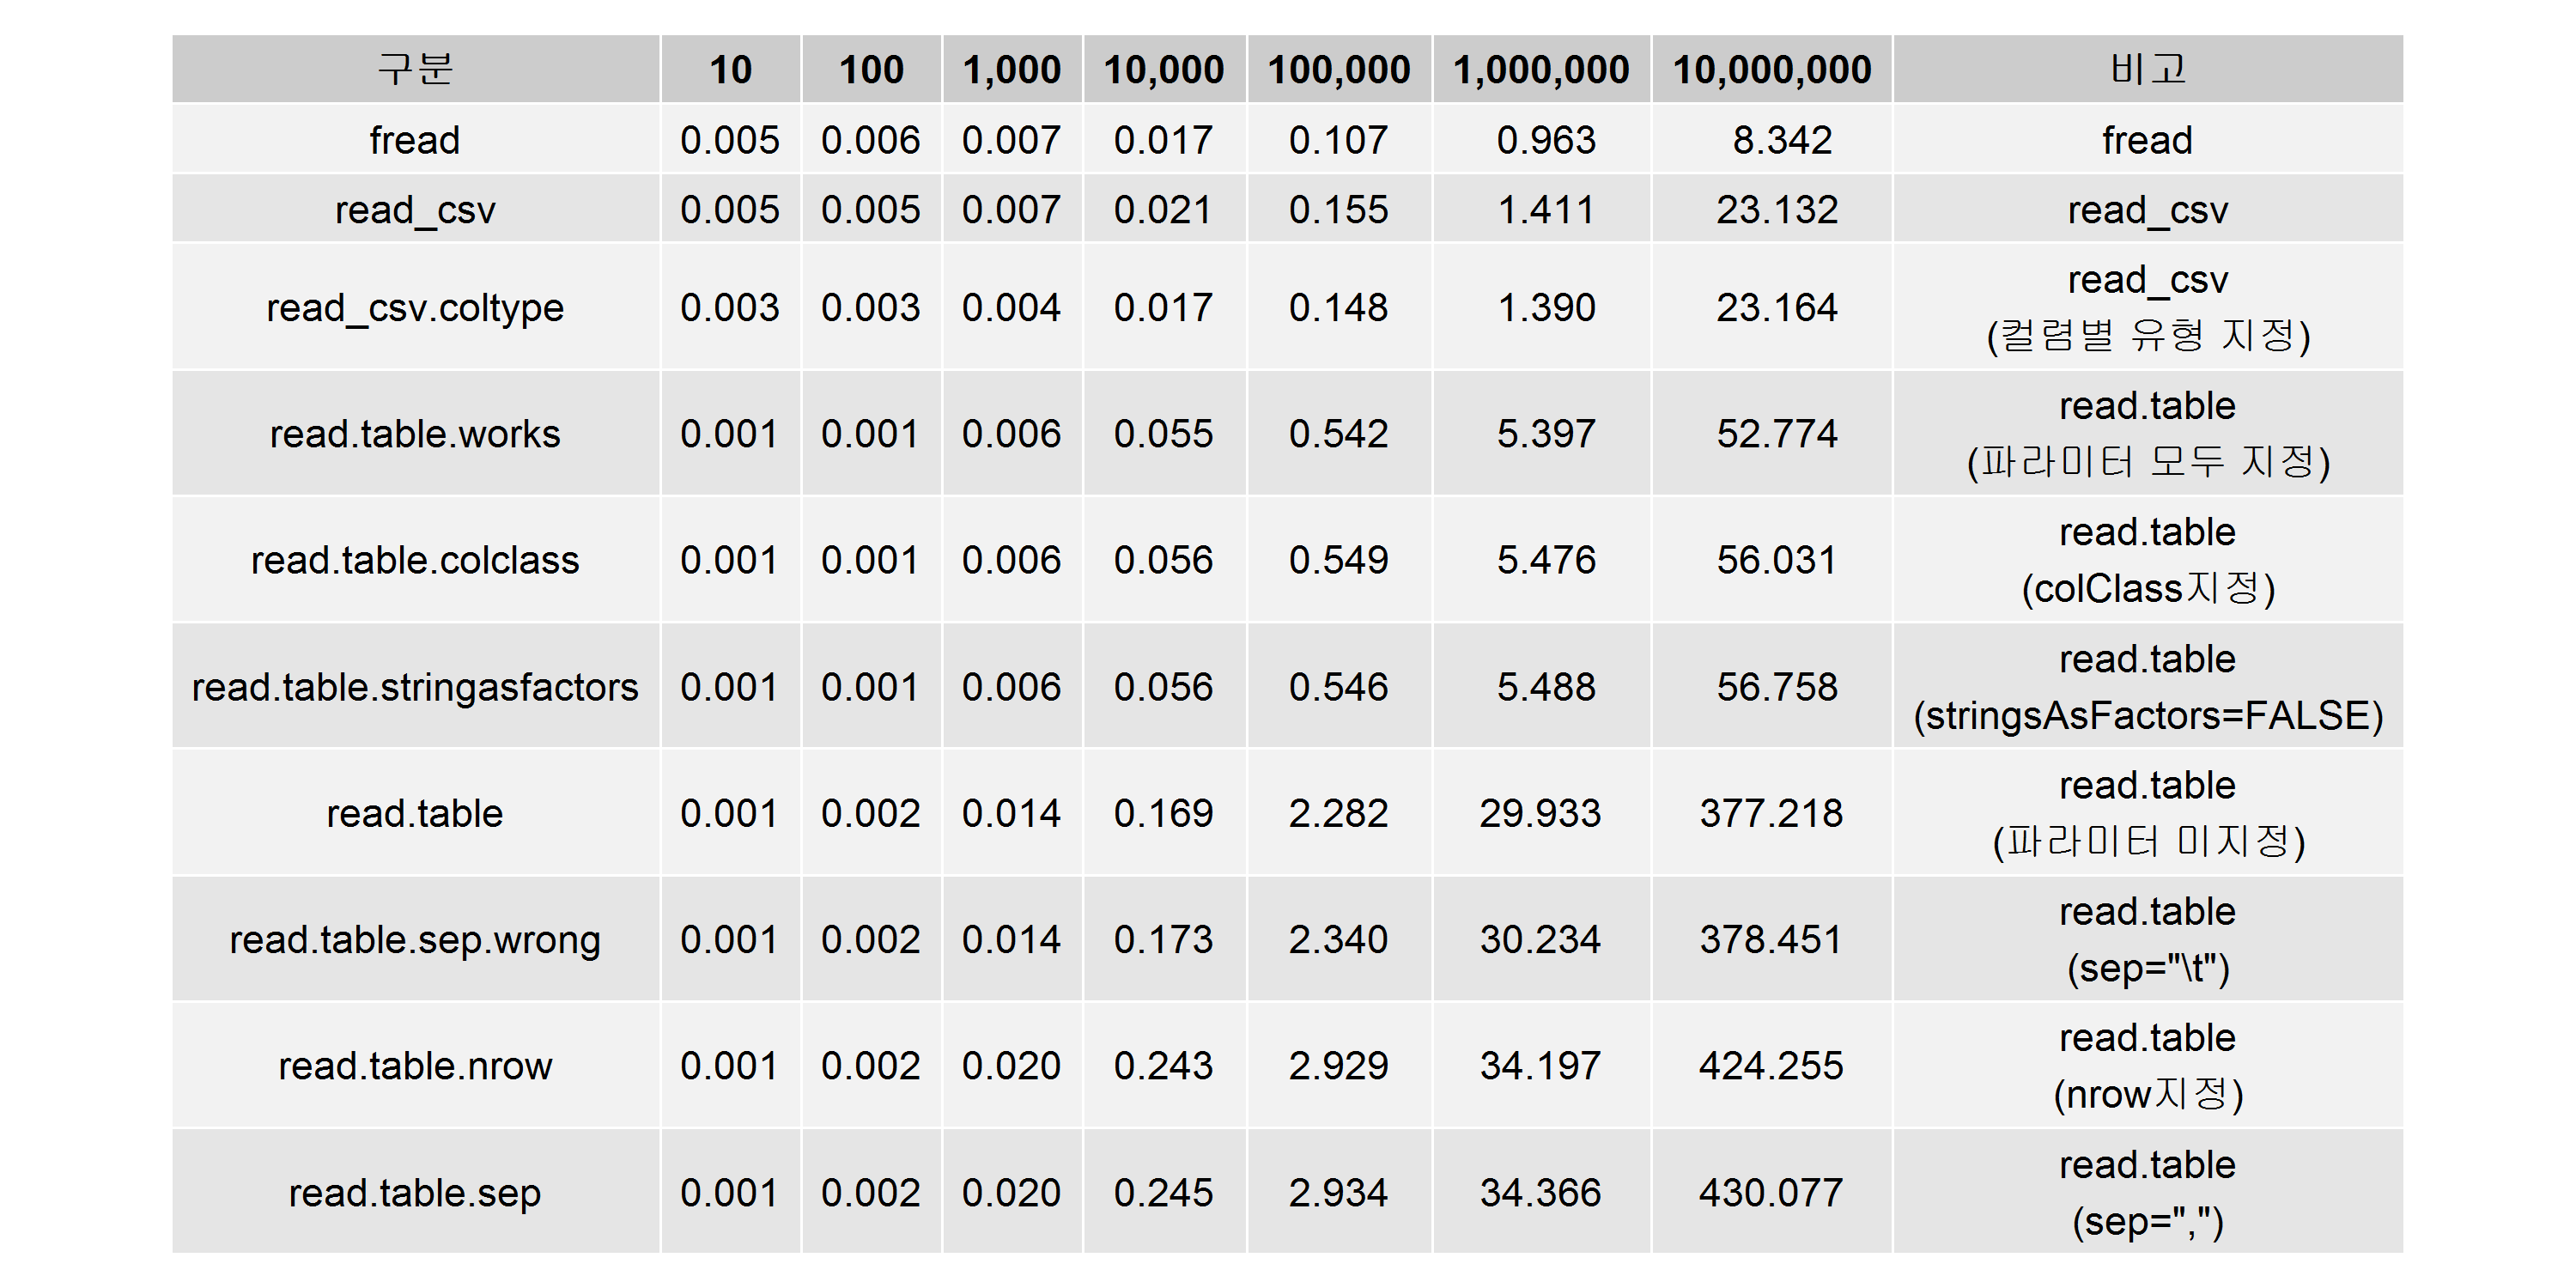 구분 10 100 1,000 10,000 100,000 1,000,000 10,000,000 비고
fread 0.005 0.006 0.007 0.017 0.107 0.963 8.342 fread
read_csv 0.005 0.005 0.007 0.021 0.155 1.411 23.132 read_csv
read_csv.coltype 0.003 0.003 0.004 0.017 0.148 1.390 23.164 read_csv
(컬렴별 유형 지정)
read.table.works 0.001 0.001 0.006 0.055 0.542 5.397 52.774 read.table
(파라미터 모두 지정)
read.table.colclass 0.001 0.001 0.006 0.056 0.549 5.476 56.031 read.table
(colClass지정)
read.table.stringasfactors 0.001 0.001 0.006 0.056 0.546 5.488 56.758 read.table
(stringsAsFactors=FALSE)
read.table 0.001 0.002 0.014 0.169 2.282 29.933 377.218 read.table
(파라미터 미지정)
read.table.sep.wrong 0.001 0.002 0.014 0.173 2.340 30.234 378.451 read.table
(sep="\t")
read.table.nrow 0.001 0.002 0.020 0.243 2.929 34.197 424.255 read.table
(nrow지정)
read.table.sep 0.001 0.002 0.020 0.245 2.934 34.366 430.077 read.table
(sep=",")